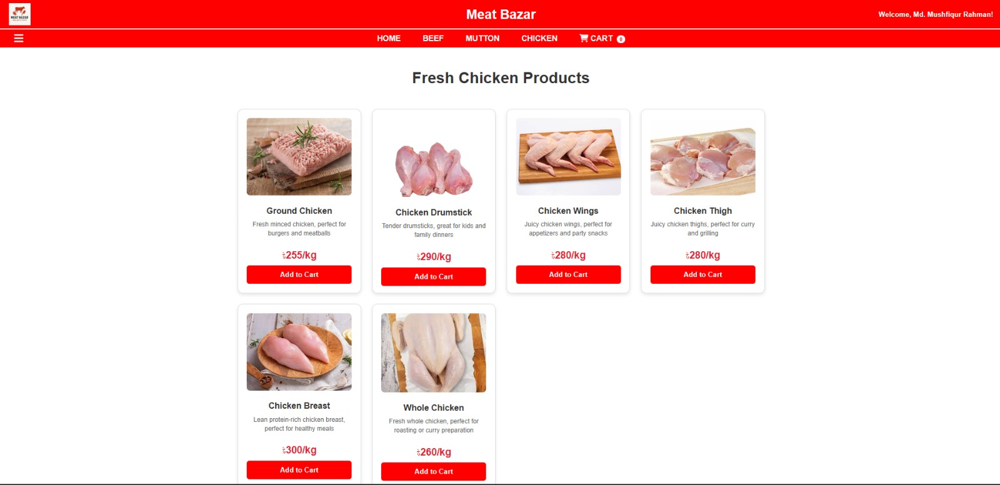 MEAT BAZAR
Meat Bazar
Welcome, Md. Mushfiqur Rahman!
HOME
BEEF
MUTTON
CHICKEN
CART 0
Fresh Chicken Products
Ground Chicken
Fresh minced chicken, perfect for
burgers and meatballs
৳255/kg
Add to Cart
Chicken Drumstick
Tender drumsticks, great for kids and
family dinners
৳290/kg
Add to Cart
Chicken Wings
Juicy chicken wings, perfect for
appetizers and party snacks
৳280/kg
Add to Cart
Chicken Thigh
Juicy chicken thighs, perfect for curry
and grilling
৳280/kg
Add to Cart
Chicken Breast
Lean protein-rich chicken breast,
perfect for healthy meals
৳300/kg
Add to Cart
Whole Chicken
Fresh whole chicken, perfect for
roasting or curry preparation
৳260/kg
Add to Cart